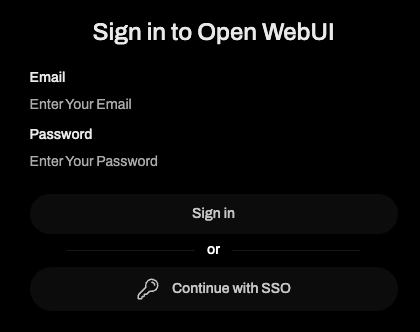 Sign in to Open WebUI
Email
Enter Your Email
Password
Enter Your Password
Sign in
or
Continue with SSO